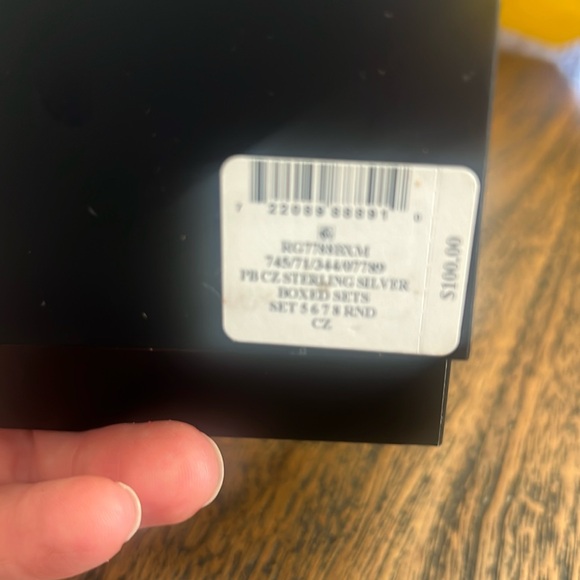 7 22089 88891 0
RG7788BXM
745/71/344/07789
PB CZ STERLING SILVER
BOXED SETS
SET 5 6 7 8 RND
CZ
$100.00